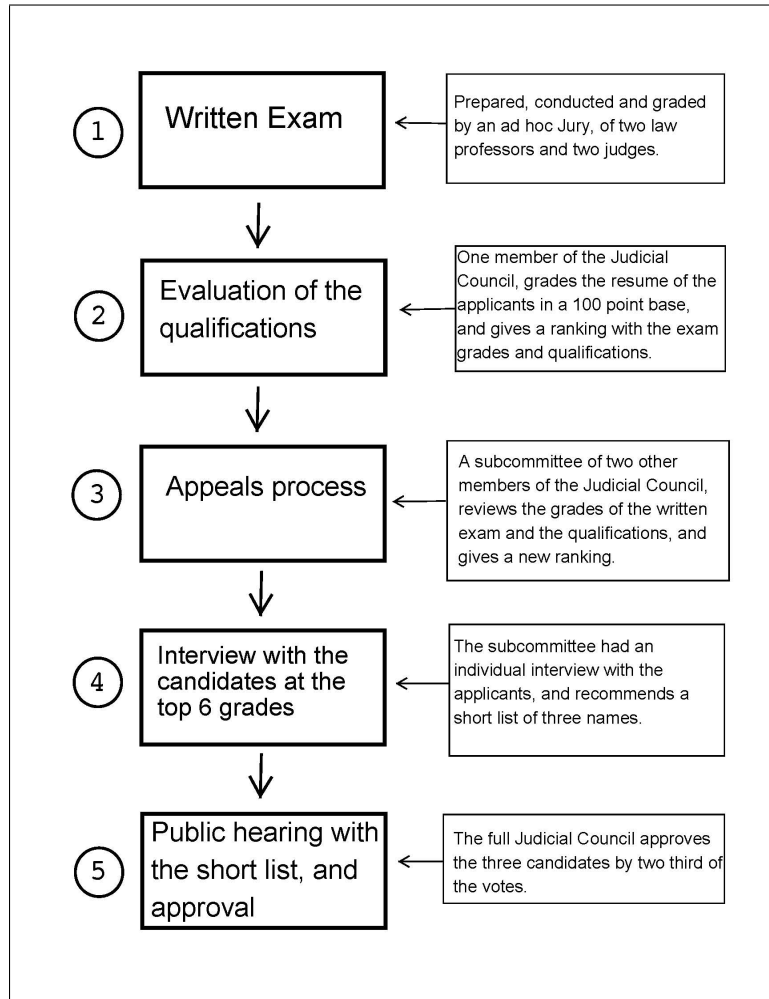 1
Written Exam
Prepared, conducted and graded
by an ad hoc Jury, of two law
professors and two judges.
2
Evaluation of the
qualifications
One member of the Judicial
Council, grades the resume of the
applicants in a 100 point base,
and gives a ranking with the exam
grades and qualifications.
3
Appeals process
A subcommittee of two other
members of the Judicial Council,
reviews the grades of the written
exam and the qualifications, and
gives a new ranking.
4
Interview with the
candidates at the
top 6 grades
The subcommittee had an
individual interview with the
applicants, and recommends a
short list of three names.
5
Public hearing with
the short list, and
approval
The full Judicial Council approves
the three candidates by two third of
the votes.